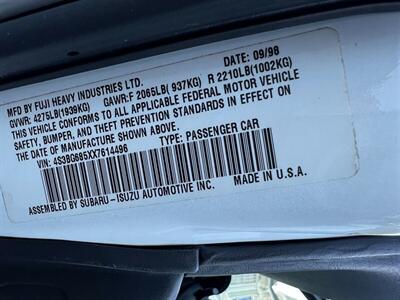 MFD BY FUJI HEAVY INDUSTRIES LTD. DATE: 09/98
GVWR: 4275LB(1939KG) GAWR:F 2065LB( 937KG) R 2210LB(1002KG)
THIS VEHICLE CONFORMS TO ALL APPLICABLE FEDERAL MOTOR VEHICLE
SAFETY, BUMPER, AND THEFT PREVENTION STANDARDS IN EFFECT ON
THE DATE OF MANUFACTURE SHOWN ABOVE.
VIN: 4S3BG685XX7614496 TYPE: PASSENGER CAR
ASSEMBLED BY SUBARU-ISUZU AUTOMOTIVE INC. MADE IN U.S.A.